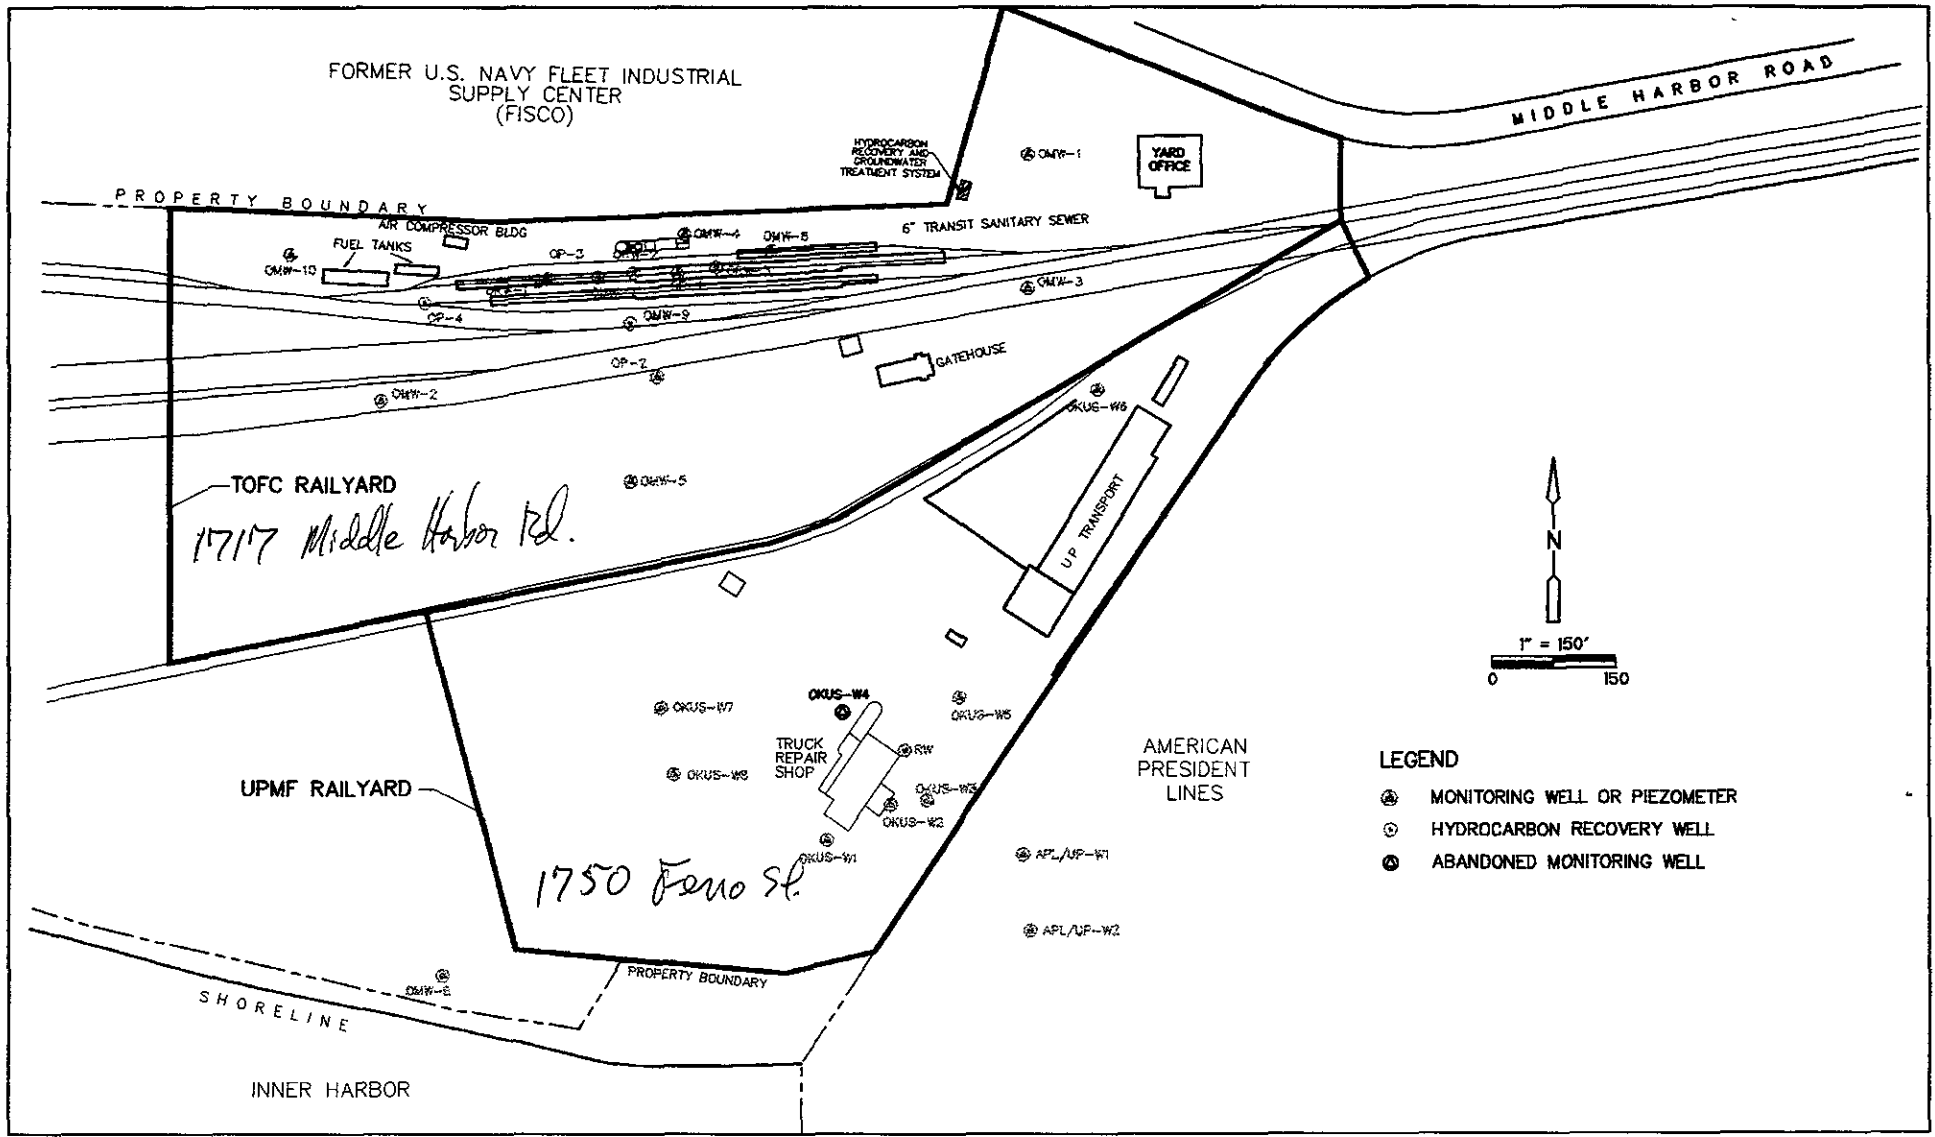 FORMER U.S. NAVY FLEET INDUSTRIAL
SUPPLY CENTER
(FISCO)
MIDDLE HARBOR ROAD
HYDROCARBON
RECOVERY AND
GROUNDWATER
TREATMENT SYSTEM
OMW-1
YARD
OFFICE
PROPERTY BOUNDARY
AIR COMPRESSOR BLDG
6" TRANSIT SANITARY SEWER
OMW-4
FUEL TANKS
OP-3
OMW-10
OMW-3
OP-4
OMW-9
OP-2
GATEHOUSE
OMW-2
OKUS-W6
OMW-5
TOFC RAILYARD
1717 Middle Harbor Rd.
UP TRANSPORT
N
1" = 150'
0 150
OKUS-W4
OKUS-W7
OKUS-W5
TRUCK
REPAIR
SHOP
RW
OKUS-W8
AMERICAN
PRESIDENT
LINES
UPMF RAILYARD
OKUS-W3
OKUS-W2
OKUS-W1
1750 Ferro St.
APL/UP-W1
APL/UP-W2
LEGEND
MONITORING WELL OR PIEZOMETER
HYDROCARBON RECOVERY WELL
ABANDONED MONITORING WELL
PROPERTY BOUNDARY
SHORELINE
INNER HARBOR